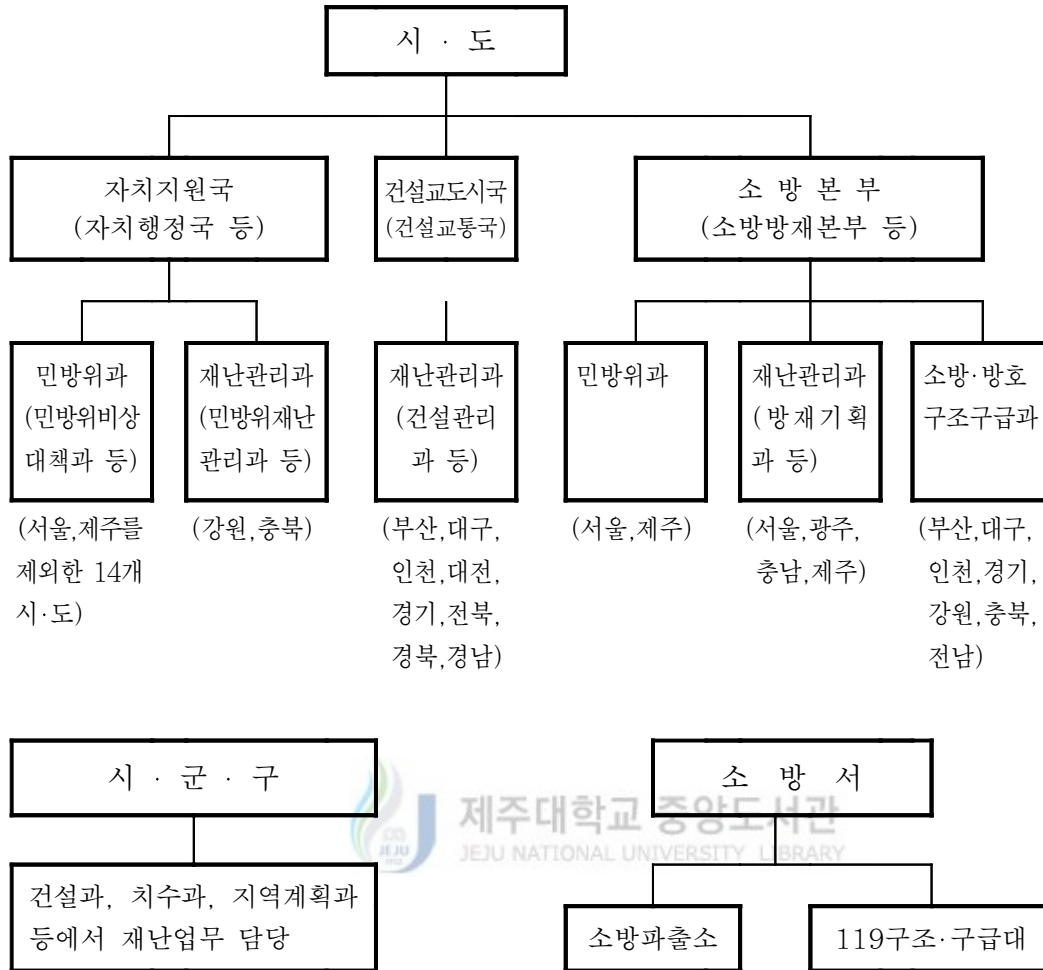 시 · 도
자치지원국
(자치행정국 등)
건설교도시국
(건설교통국)
소 방 본 부
(소방방재본부 등)
민방위과
(민방위비상
대책과 등)
재난관리과
(민방위재난
관리과 등)
재난관리과
(건설관리
과 등)
민방위과
재난관리과
(방재기획
과 등)
소방·방호
구조구급과
(서울,제주를
제외한 14개
시·도)
(강원,충북)
(부산,대구,
인천,대전,
경기,전북,
경북,경남)
(서울,제주)
(서울,광주,
충남,제주)
(부산,대구,
인천,경기,
강원,충북,
전남)
시 · 군 · 구
소 방 서
제주대학교 중앙도서관
JEJU NATIONAL UNIVERSITY LIBRARY
JEJU
1952
건설과, 치수과, 지역계획과
등에서 재난업무 담당
소방파출소
119구조·구급대